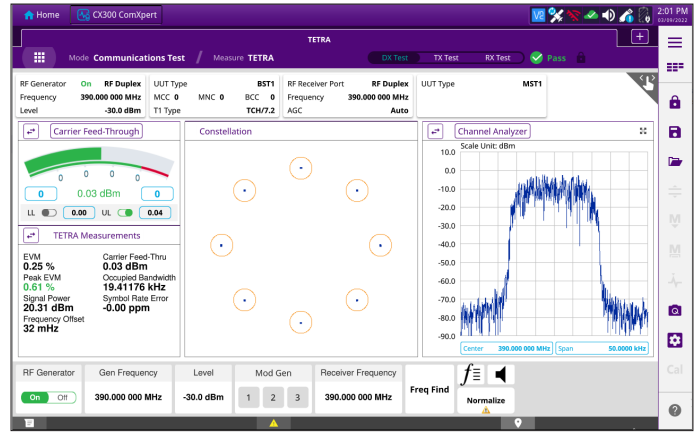 Home CX300 ComXpert V2 2:01 PM
03/09/2022
TETRA
Mode Communications Test / Measure TETRA DX Test TX Test RX Test Pass
RF Generator On RF Duplex
Frequency 390.000 000 MHz
Level -30.0 dBm
UUT Type BST1
MCC 0 MNC 0 BCC 0
T1 Type TCH/7.2
RF Receiver Port RF Duplex
Frequency 390.000 000 MHz
AGC Auto
UUT Type MST1
Carrier Feed-Through
0 0 0 0
0 0.03 dBm 0
LL 0.00 UL 0.04
TETRA Measurements
EVM
0.25 %
Peak EVM
0.61 %
Signal Power
20.31 dBm
Frequency Offset
32 mHz
Carrier Feed-Thru
0.03 dBm
Occupied Bandwidth
19.41176 kHz
Symbol Rate Error
-0.00 ppm
Constellation
Channel Analyzer
Scale Unit: dBm
10.0
0.0
-10.0
-20.0
-30.0
-40.0
-50.0
-60.0
-70.0
-80.0
-90.0
Center 390.000 000 MHz Span 50.0000 kHz
RF Generator
On Off
Gen Frequency
390.000 000 MHz
Level
-30.0 dBm
Mod Gen
1 2 3
Receiver Frequency
390.000 000 MHz
Freq Find
f
Normalize
M
M
Cal